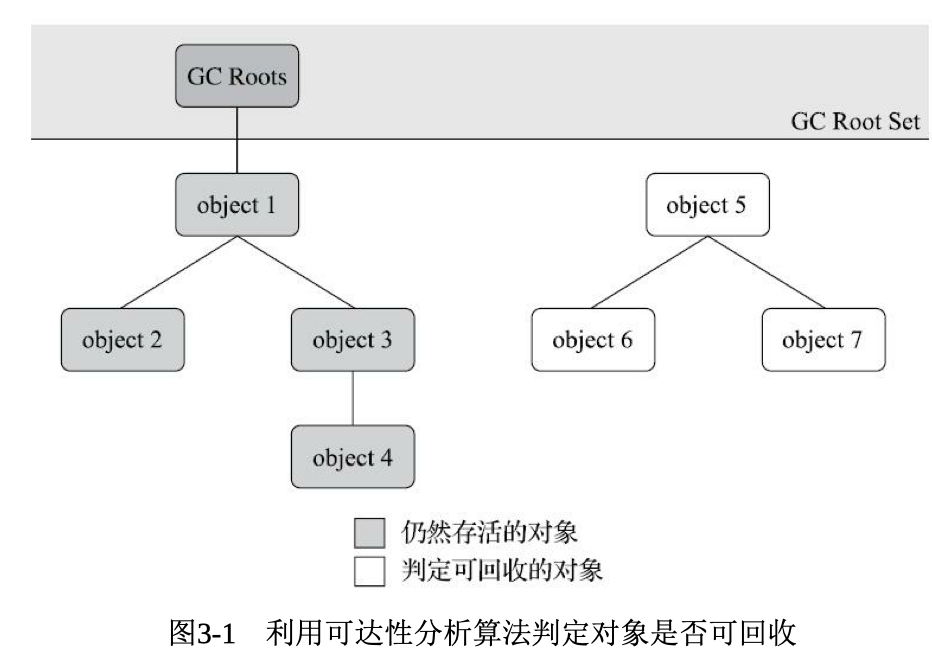 GC Roots
GC Root Set
object 1
object 5
object 2
object 3
object 6
object 7
object 4
仍然存活的对象
判定可回收的对象
图3-1 利用可达性分析算法判定对象是否可回收